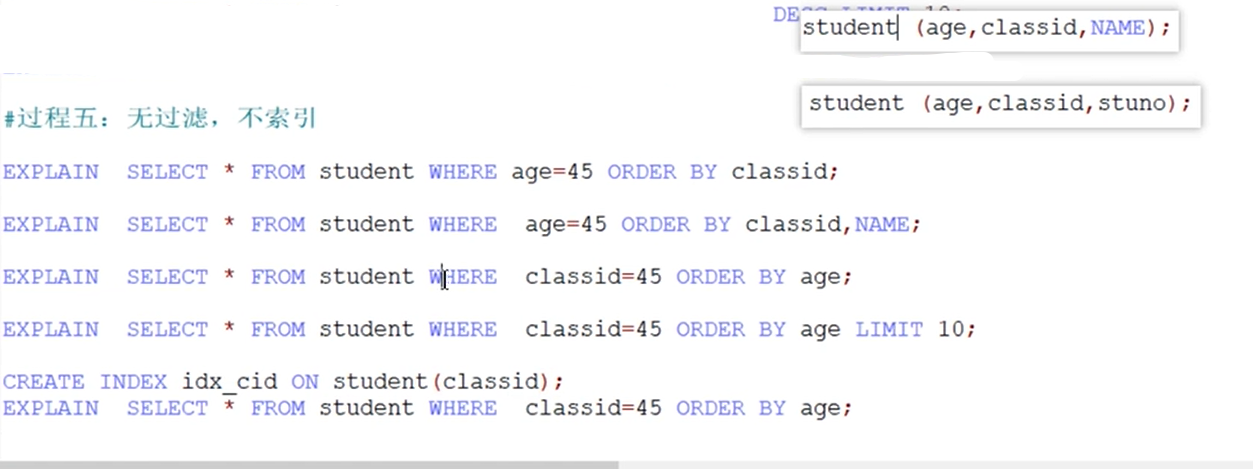 student (age,classid,NAME);
student (age,classid,stuno);
#过程五：无过滤，不索引
EXPLAIN  SELECT * FROM student WHERE age=45 ORDER BY classid;
EXPLAIN  SELECT * FROM student WHERE  age=45 ORDER BY classid,NAME;
EXPLAIN  SELECT * FROM student WHERE  classid=45 ORDER BY age;
EXPLAIN  SELECT * FROM student WHERE  classid=45 ORDER BY age LIMIT 10;
CREATE INDEX idx_cid ON student(classid);
EXPLAIN  SELECT * FROM student WHERE  classid=45 ORDER BY age;